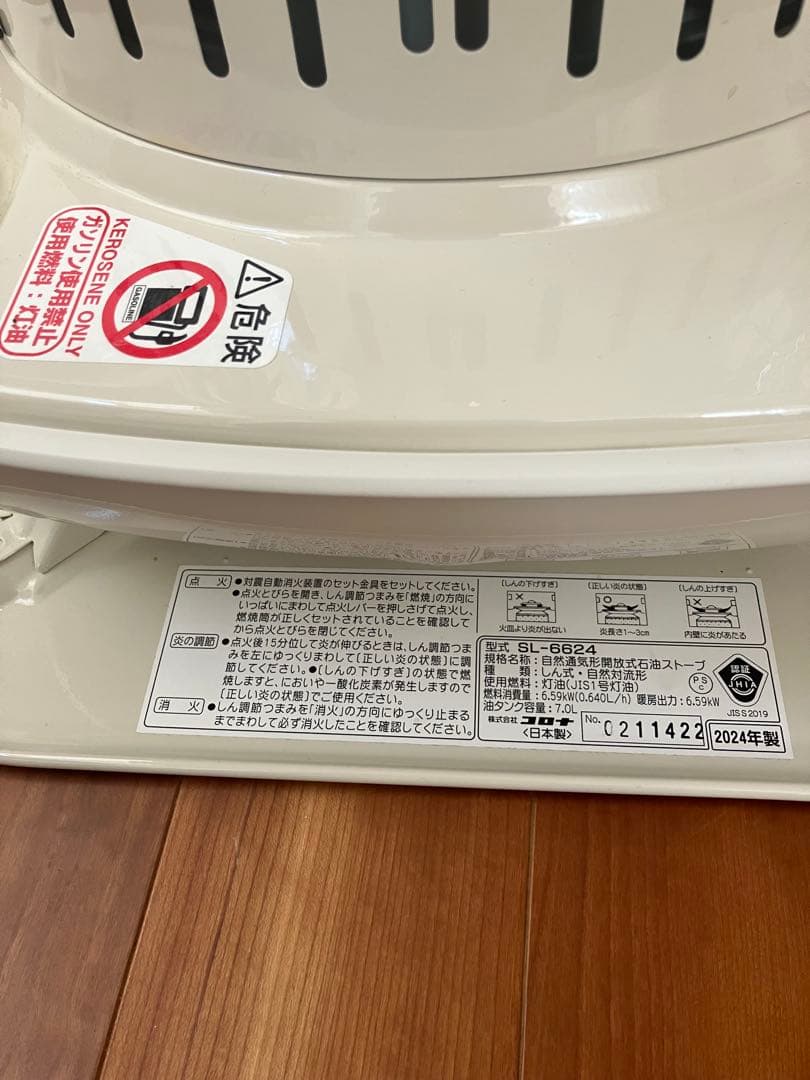 危険
GASOLINE
KEROSENE ONLY
ガソリン使用禁止
使用燃料：灯油
点火 ●対震自動消火装置のセット金具をセットしてください。
●点火とびらを開き、しん調節つまみを「燃焼」の方向に
いっぱいにまわして点火レバーを押しさげて点火し、
燃焼筒が正しくセットされていることを確認して
から点火とびらを閉じてください。
炎の調節 ●点火後15分位して炎が伸びるときは、しん調節つま
みを左にゆっくりまわして〔正しい炎の状態〕に調
節してください。●〔しんの下げすぎ〕の状態で燃
焼しますと、においや一酸化炭素が発生しますので
〔正しい炎の状態〕でご使用ください。
消火 ●しん調節つまみを「消火」の方向にゆっくり止まる
までまわして必ず消火したことを確認してください。
〔しんの下げすぎ〕 〔正しい炎の状態〕 〔しんの上げすぎ〕
火皿より炎が出ない 炎長さ1〜3cm 内壁に炎があたる
型式 SL-6624
規格名称：自然通気形開放式石油ストーブ
種類：しん式・自然対流形
使用燃料：灯油(JIS1号灯油)
燃料消費量：6.59kW(0.640L/h) 暖房出力：6.59kW
油タンク容量：7.0L
PSC
認証
JHIA
JIS S 2019
株式会社 コロナ
〈日本製〉
No. 0211422
2024年製